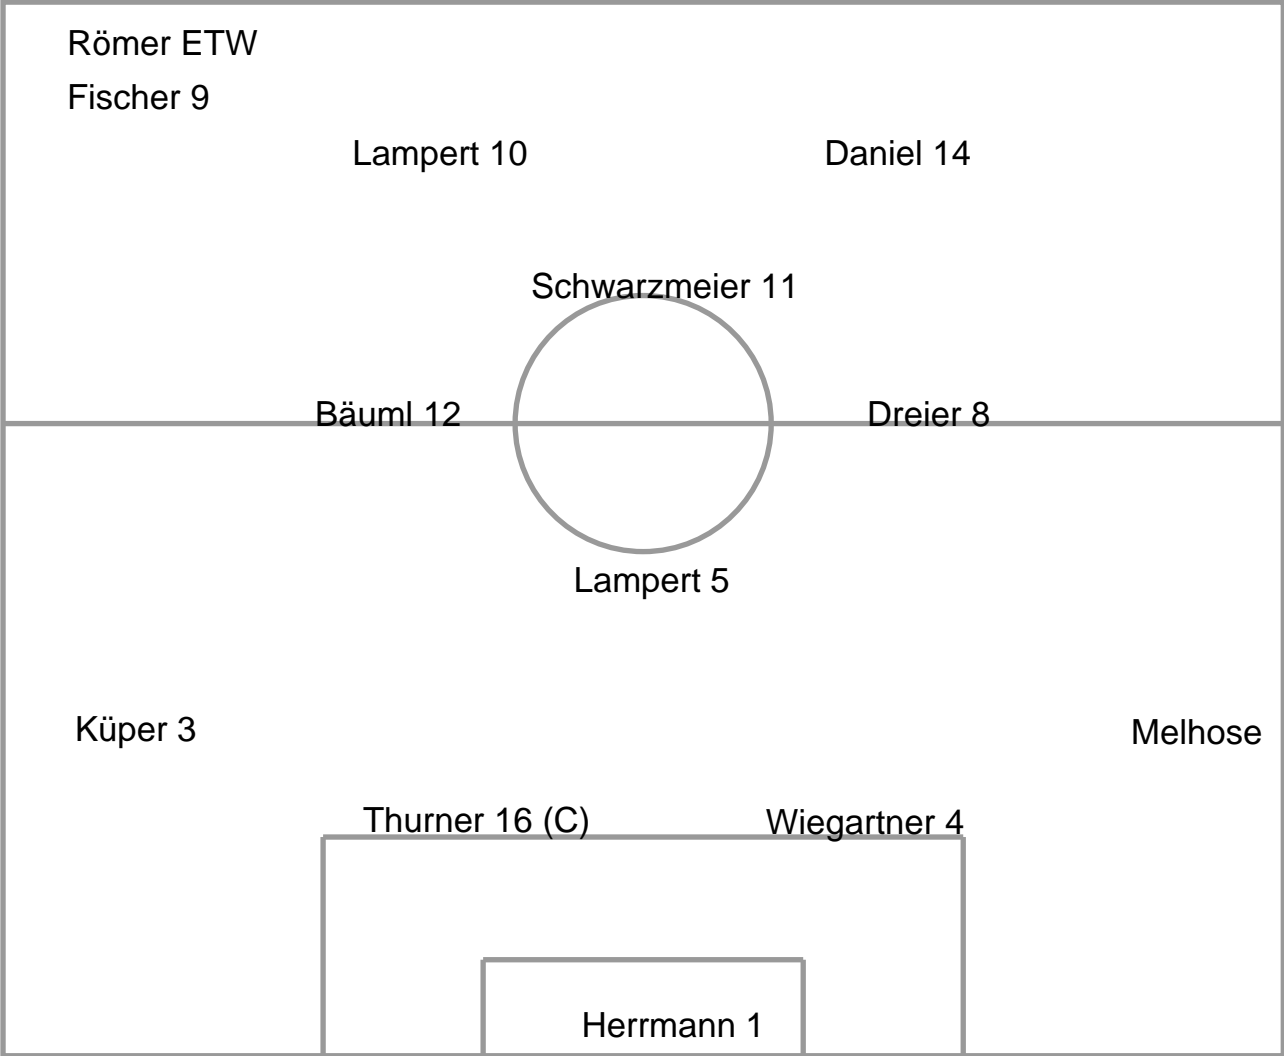 Römer ETW
Fischer 9
Lampert 10
Daniel 14
Schwarzmeier 11
Bäuml 12
Dreier 8
Lampert 5
Küper 3
Melhose
Thurner 16 (C)
Wiegartner 4
Herrmann 1